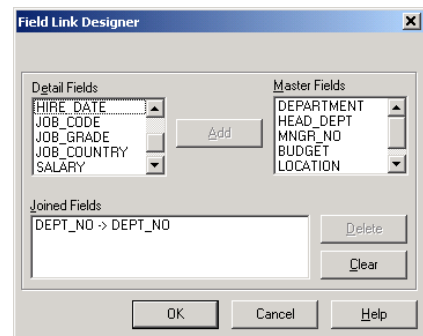 Field Link Designer
Detail Fields
HIRE_DATE
JOB_CODE
JOB_GRADE
JOB_COUNTRY
SALARY
Add
Master Fields
DEPARTMENT
HEAD_DEPT
MNGR_NO
BUDGET
LOCATION
Joined Fields
DEPT_NO -> DEPT_NO
Delete
Clear
OK Cancel Help